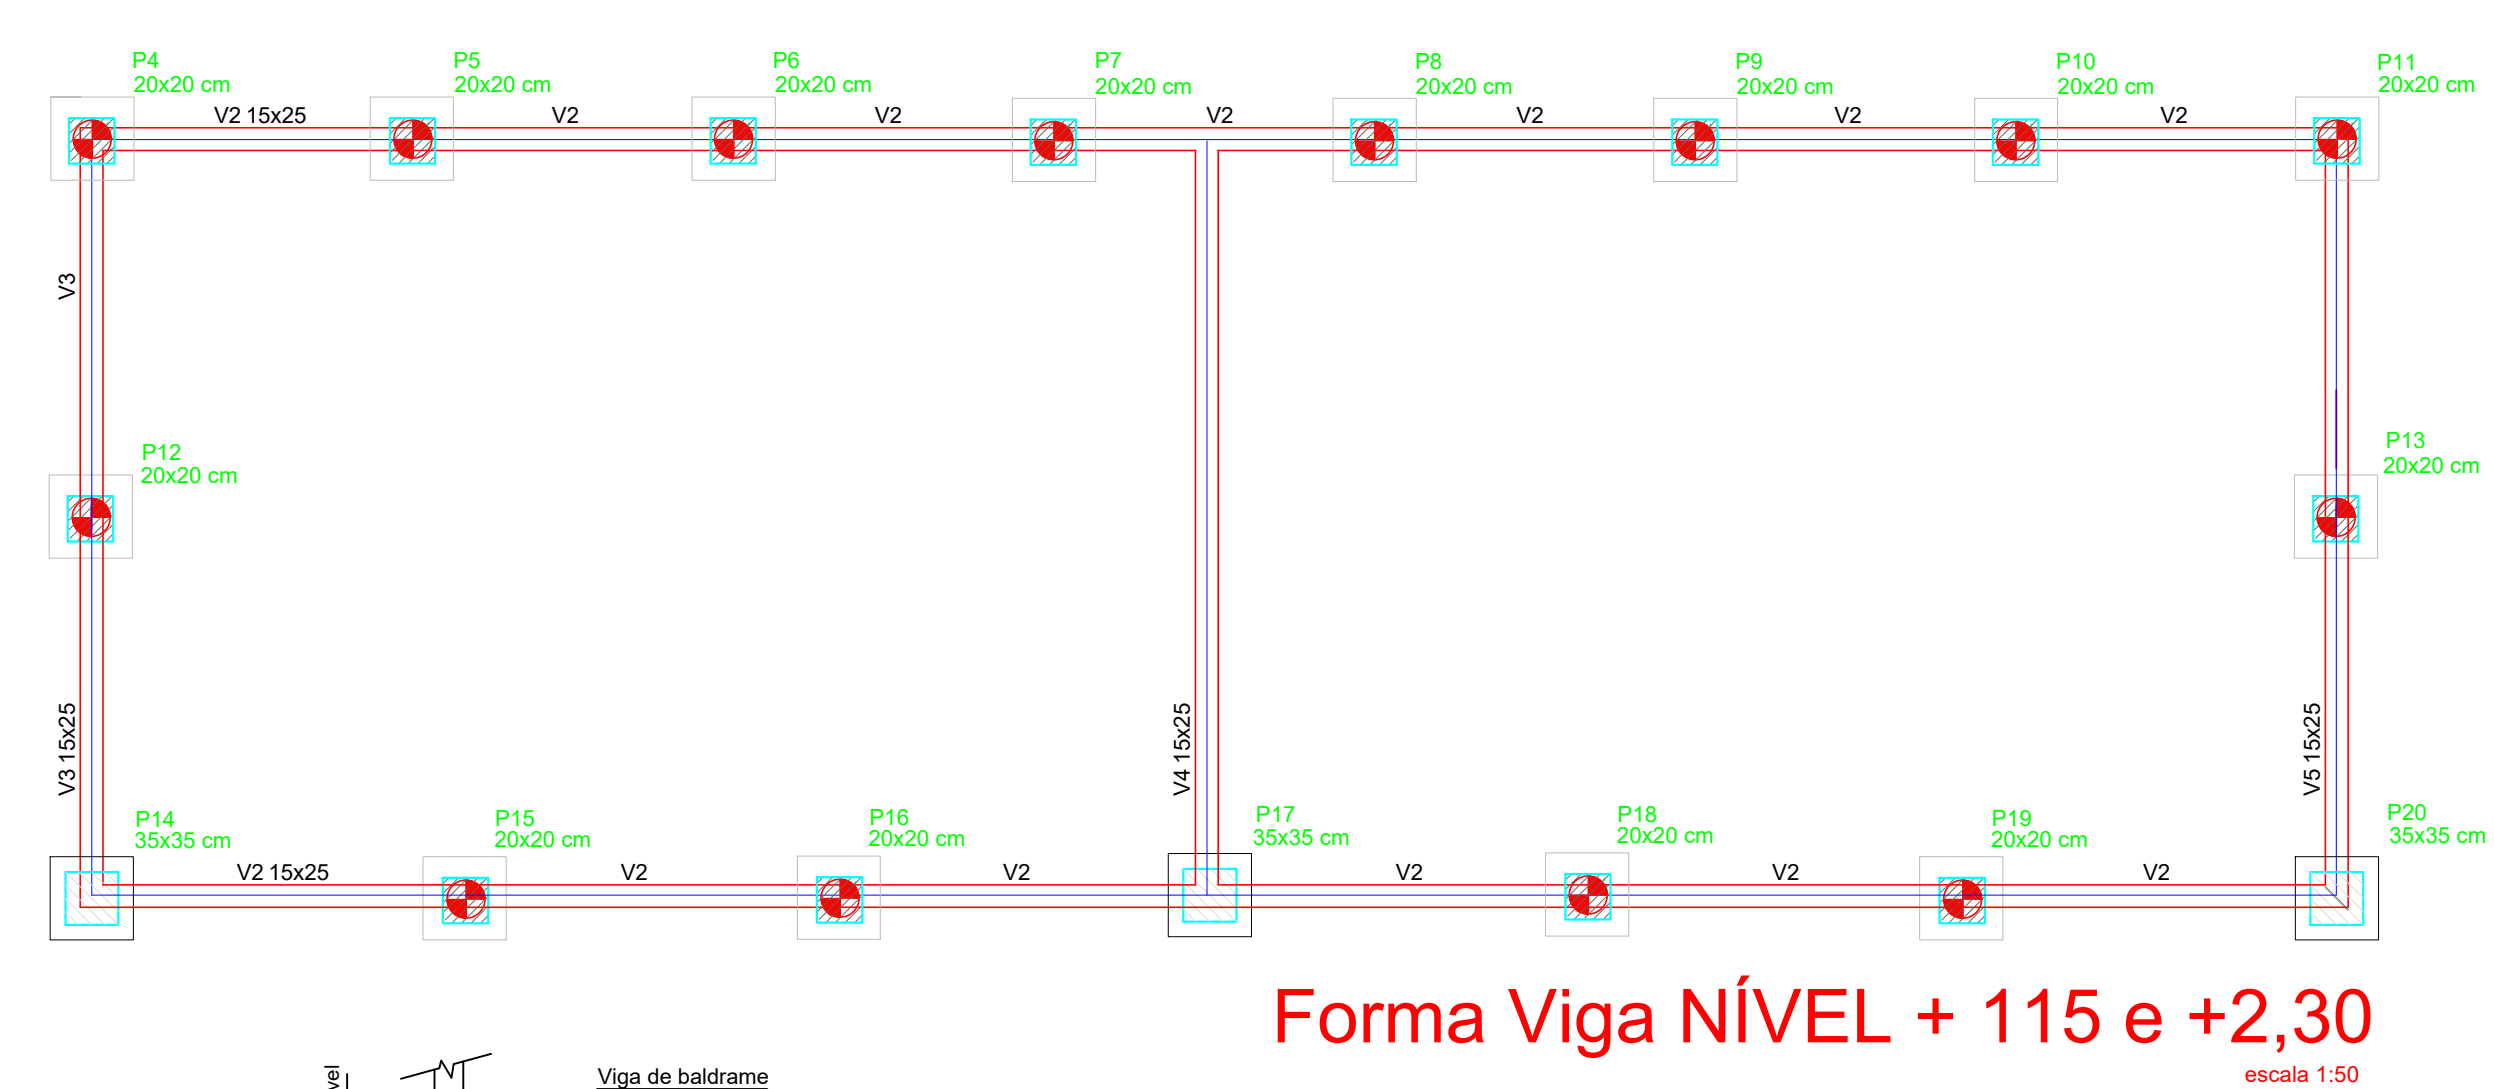 P4
20x20 cm
P5
20x20 cm
P6
20x20 cm
P7
20x20 cm
P8
20x20 cm
P9
20x20 cm
P10
20x20 cm
P11
20x20 cm
V2 15x25
V2
V2
V2
V2
V2
V2
V3
P12
20x20 cm
P13
20x20 cm
V3 15x25
V4 15x25
V5 15x25
P14
35x35 cm
P15
20x20 cm
P16
20x20 cm
P17
35x35 cm
P18
20x20 cm
P19
20x20 cm
P20
35x35 cm
V2 15x25
V2
V2
V2
V2
V2
Forma Viga NÍVEL + 115 e +2,30
escala 1:50
Viga de baldrame